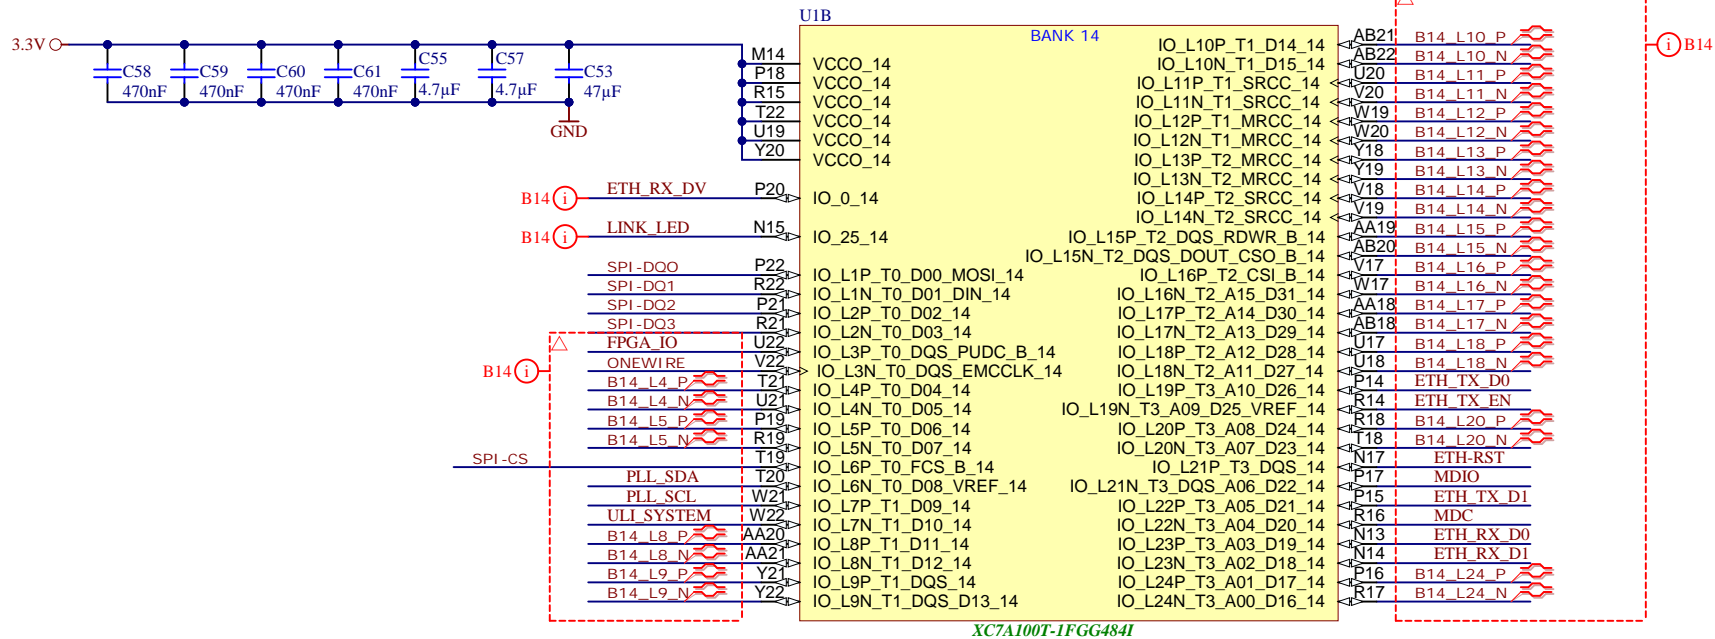 U1B
BANK 14
3.3V
C58 470nF
C59 470nF
C60 470nF
C61 470nF
C55 4.7µF
C57 4.7µF
C53 47µF
GND
M14 VCCO_14
P18 VCCO_14
R15 VCCO_14
T22 VCCO_14
U19 VCCO_14
Y20 VCCO_14
B14 i ETH_RX_DV P20 IO_0_14
B14 i LINK_LED N15 IO_25_14
SPI-DQ0 P22 IO_L1P_T0_D00_MOSI_14
SPI-DQ1 R22 IO_L1N_T0_D01_DIN_14
SPI-DQ2 P21 IO_L2P_T0_D02_14
SPI-DQ3 R21 IO_L2N_T0_D03_14
FPGA_IO U22 IO_L3P_T0_DQS_PUDC_B_14
B14 i ONEWIRE V22 IO_L3N_T0_DQS_EMCCLK_14
B14_L4_P T21 IO_L4P_T0_D04_14
B14_L4_N U21 IO_L4N_T0_D05_14
B14_L5_P P19 IO_L5P_T0_D06_14
B14_L5_N R19 IO_L5N_T0_D07_14
SPI-CS T19 IO_L6P_T0_FCS_B_14
PLL_SDA T20 IO_L6N_T0_D08_VREF_14
PLL_SCL W21 IO_L7P_T1_D09_14
ULI_SYSTEM W22 IO_L7N_T1_D10_14
B14_L8_P AA20 IO_L8P_T1_D11_14
B14_L8_N AA21 IO_L8N_T1_D12_14
B14_L9_P Y21 IO_L9P_T1_DQS_14
B14_L9_N Y22 IO_L9N_T1_DQS_D13_14
IO_L10P_T1_D14_14 AB21 B14_L10_P i B14
IO_L10N_T1_D15_14 AB22 B14_L10_N
IO_L11P_T1_SRCC_14 U20 B14_L11_P
IO_L11N_T1_SRCC_14 V20 B14_L11_N
IO_L12P_T1_MRCC_14 W19 B14_L12_P
IO_L12N_T1_MRCC_14 W20 B14_L12_N
IO_L13P_T2_MRCC_14 Y18 B14_L13_P
IO_L13N_T2_MRCC_14 Y19 B14_L13_N
IO_L14P_T2_SRCC_14 V18 B14_L14_P
IO_L14N_T2_SRCC_14 V19 B14_L14_N
IO_L15P_T2_DQS_RDWR_B_14 AA19 B14_L15_P
IO_L15N_T2_DQS_DOUT_CSO_B_14 AB20 B14_L15_N
IO_L16P_T2_CSI_B_14 V17 B14_L16_P
IO_L16N_T2_A15_D31_14 W17 B14_L16_N
IO_L17P_T2_A14_D30_14 AA18 B14_L17_P
IO_L17N_T2_A13_D29_14 AB18 B14_L17_N
IO_L18P_T2_A12_D28_14 U17 B14_L18_P
IO_L18N_T2_A11_D27_14 U18 B14_L18_N
IO_L19P_T3_A10_D26_14 P14 ETH_TX_D0
IO_L19N_T3_A09_D25_VREF_14 R14 ETH_TX_EN
IO_L20P_T3_A08_D24_14 R18 B14_L20_P
IO_L20N_T3_A07_D23_14 T18 B14_L20_N
IO_L21P_T3_DQS_14 N17 ETH-RST
IO_L21N_T3_DQS_A06_D22_14 P17 MDIO
IO_L22P_T3_A05_D21_14 P15 ETH_TX_D1
IO_L22N_T3_A04_D20_14 R16 MDC
IO_L23P_T3_A03_D19_14 N13 ETH_RX_D0
IO_L23N_T3_A02_D18_14 N14 ETH_RX_D1
IO_L24P_T3_A01_D17_14 P16 B14_L24_P
IO_L24N_T3_A00_D16_14 R17 B14_L24_N
XC7A100T-1FGG484I